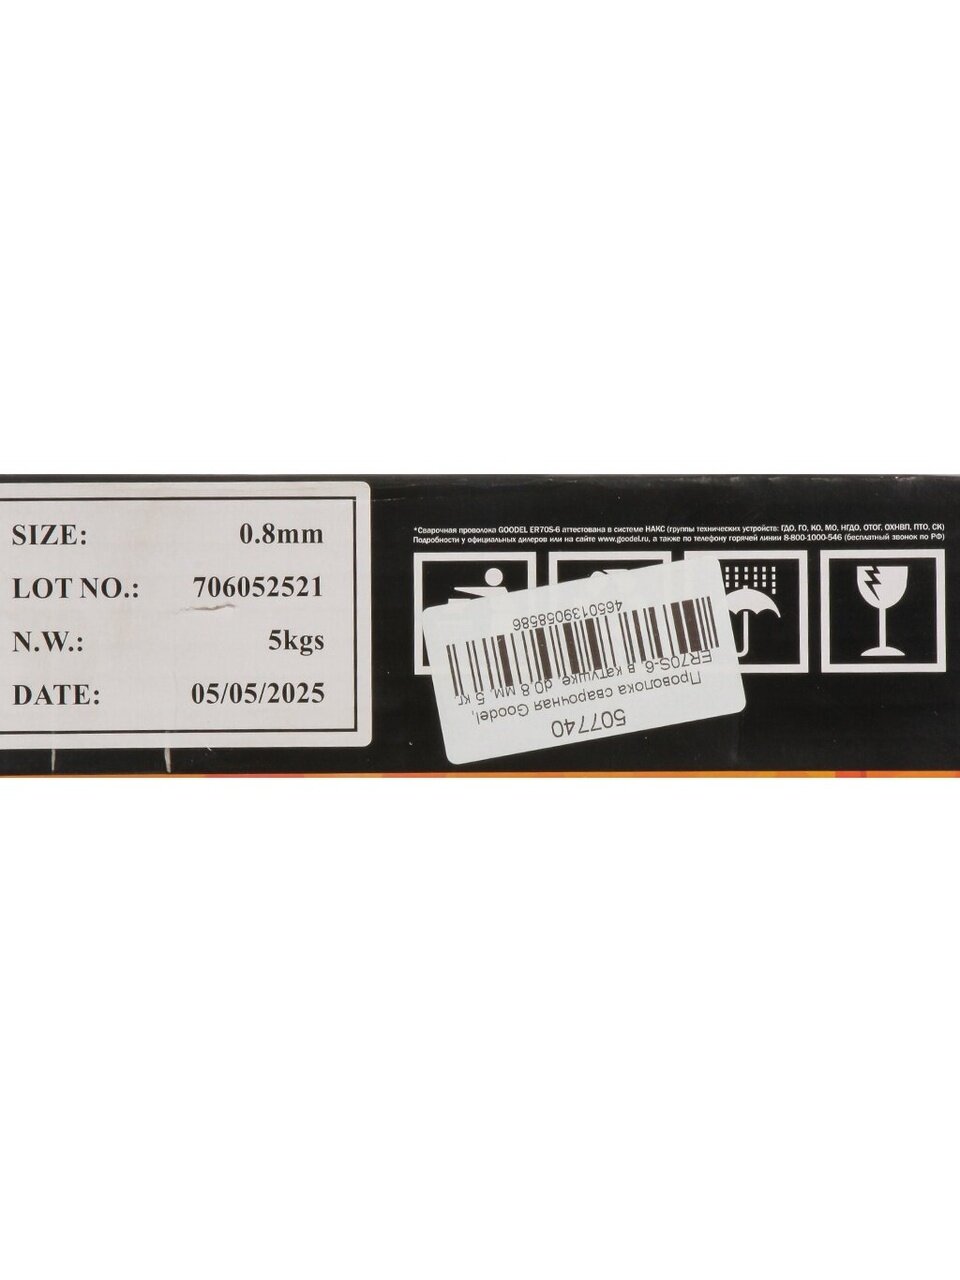 SIZE: 0.8mm
LOT NO.: 706052521
N.W.: 5kgs
DATE: 05/05/2025
*Сварочная проволока GOODEL ER70S-6 аттестована в системе НАКС (группы технических устройств: ГДО, ГО, КО, МО, НГДО, ОТОГ, ОХНВП, ПТО, СК)
Подробности у официальных дилеров или на сайте www.goodel.ru, а также по телефону горячей линии 8-800-1000-546 (бесплатный звонок по РФ)
507740
Проволока сварочная Goodel,
ER70S-6, в катушке, d0.8 мм, 5 кг
4650139058586